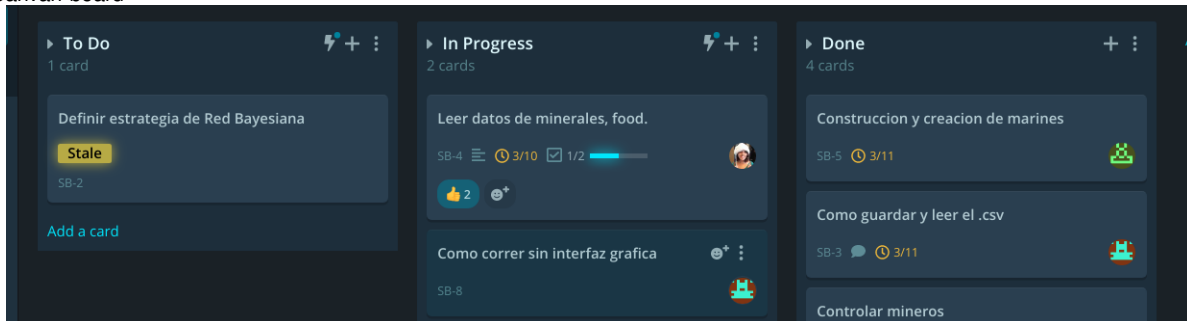 To Do
1 card
Definir estrategia de Red Bayesiana
Stale
SB-2
Add a card
In Progress
2 cards
Leer datos de minerales, food.
SB-4 3/10 1/2
2
Como correr sin interfaz grafica
SB-8
Done
4 cards
Construccion y creacion de marines
SB-5 3/11
Como guardar y leer el .csv
SB-3 3/11
Controlar mineros